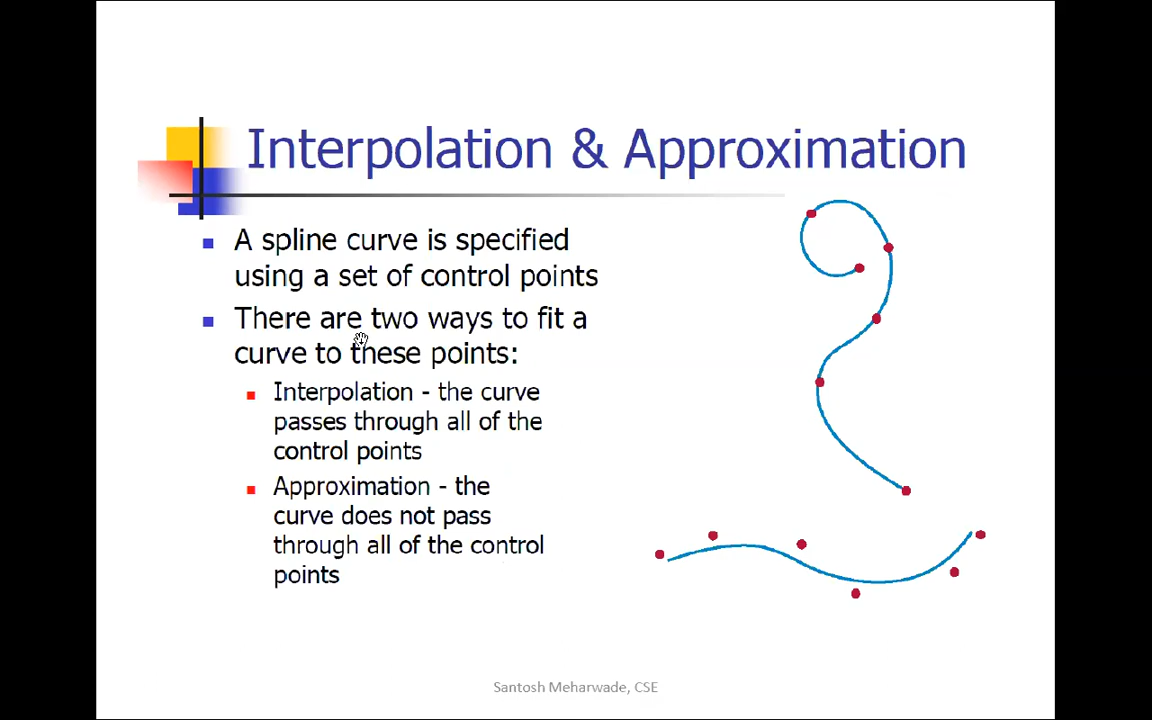 Interpolation & Approximation
A spline curve is specified
using a set of control points
There are two ways to fit a
curve to these points:
Interpolation - the curve
passes through all of the
control points
Approximation - the
curve does not pass
through all of the control
points
Santosh Meharwade, CSE